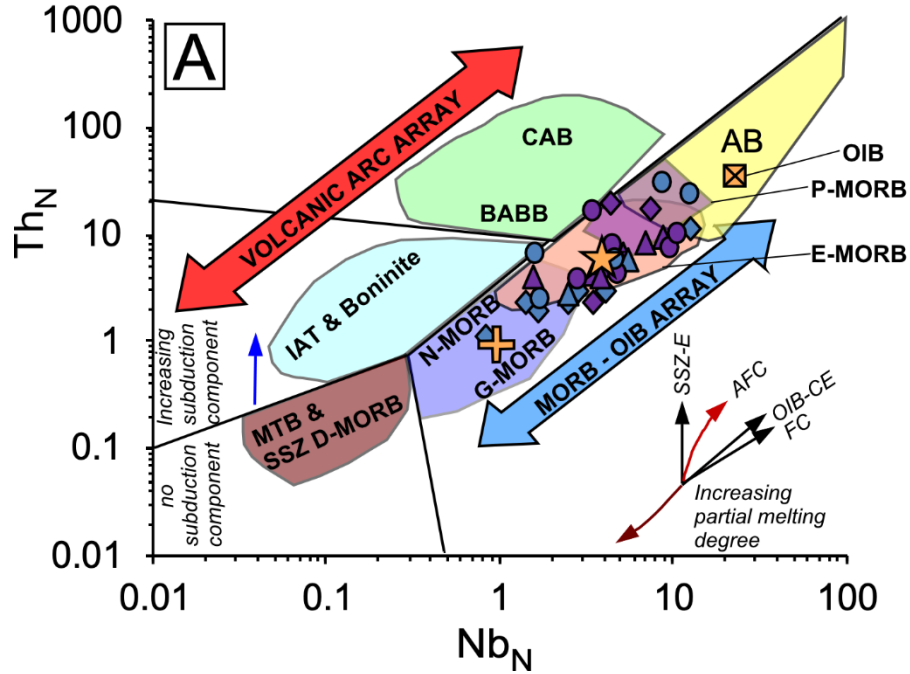 A
1000
100
10
1
0.1
0.01
Th_N
VOLCANIC ARC ARRAY
CAB
BABB
AB
OIB
P-MORB
E-MORB
IAT & Boninite
N-MORB
G-MORB
MTB &
SSZ D-MORB
MORB - OIB ARRAY
Increasing
subduction
component
no
subduction
component
SSZ-E
AFC
OIB-CE
FC
Increasing
partial melting
degree
0.01 0.1 1 10 100
Nb_N